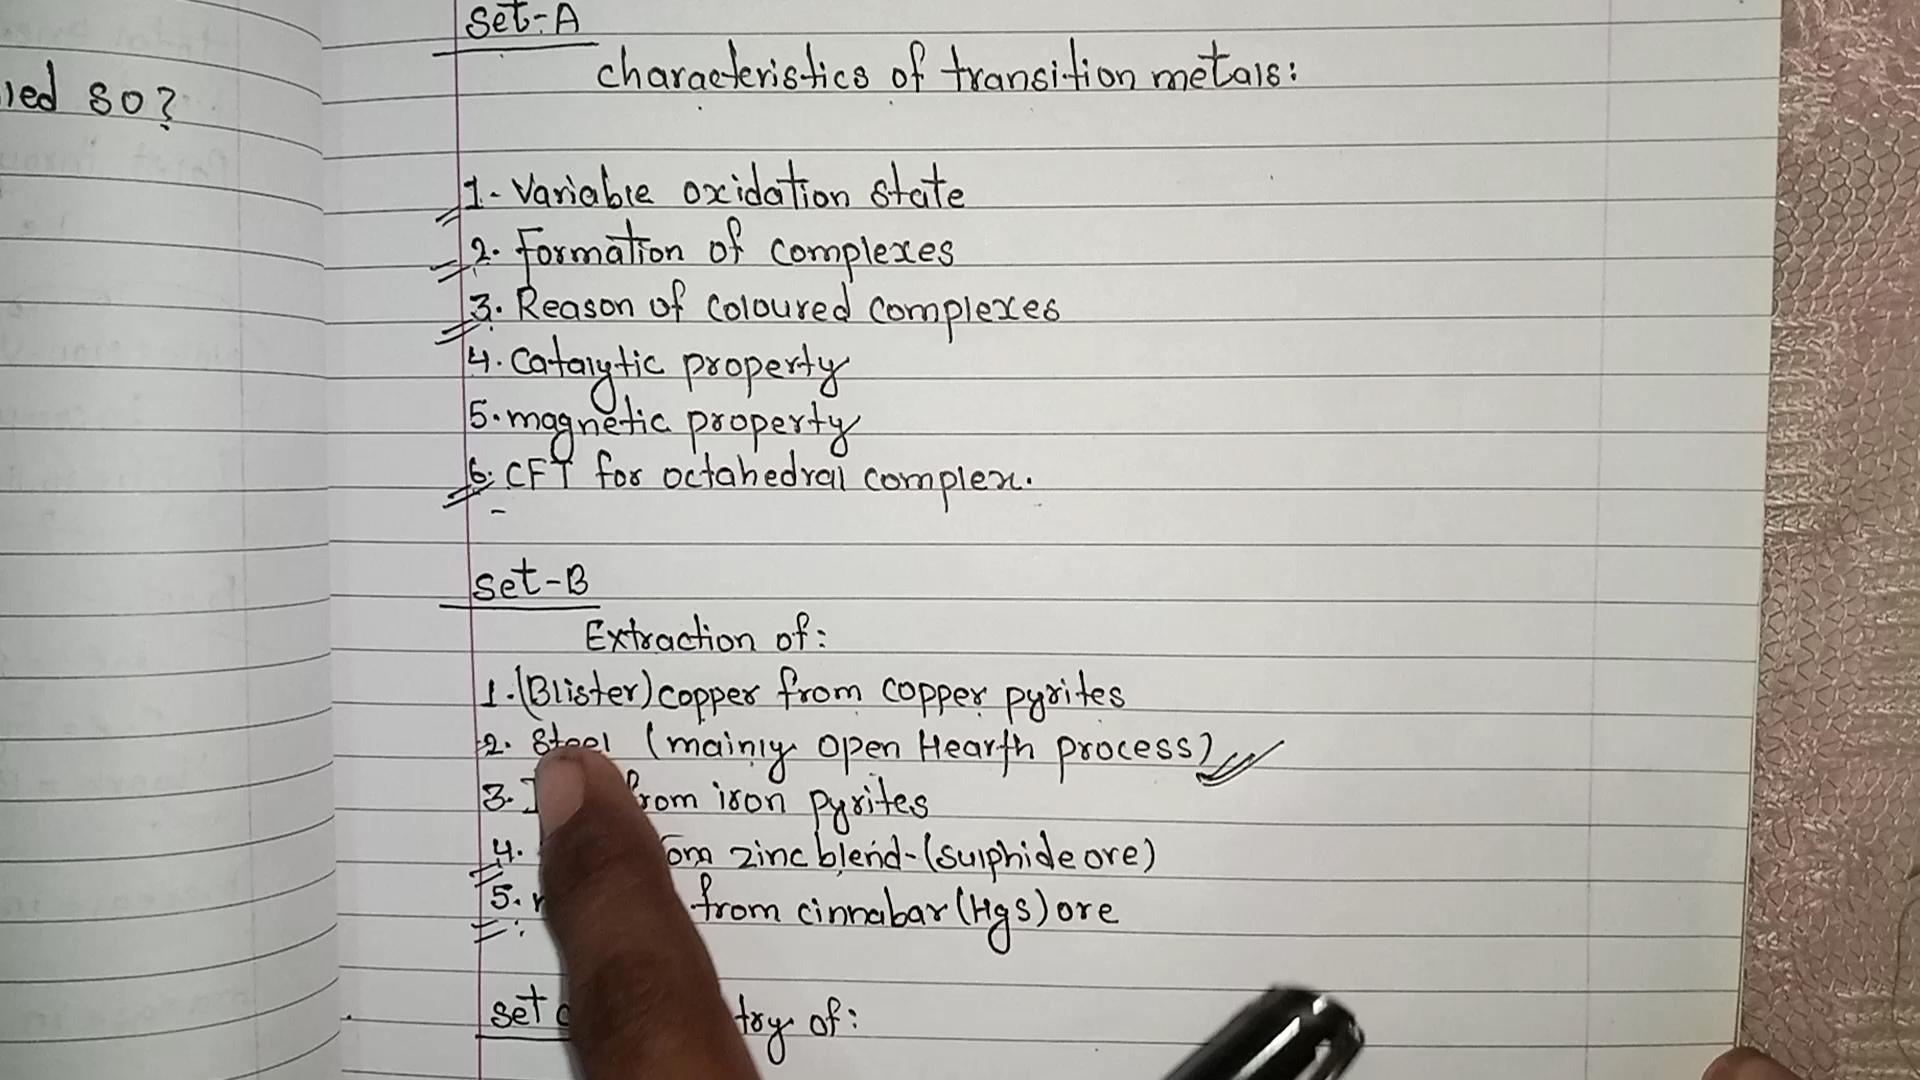 Set-A
characteristics of transition metals:
so?
1. Variable oxidation state
2. Formation of complexes
3. Reason of coloured complexes
4. Catalytic property
5. magnetic property
6. CFT for octahedral complex.
Set-B
Extraction of:
1. (Blister) copper from copper pyrites
2. Steel (mainly open Hearth process)
3. from iron pyrites
4. zinc blend-(sulphide ore)
5. from cinnabar (HgS) ore
set of: